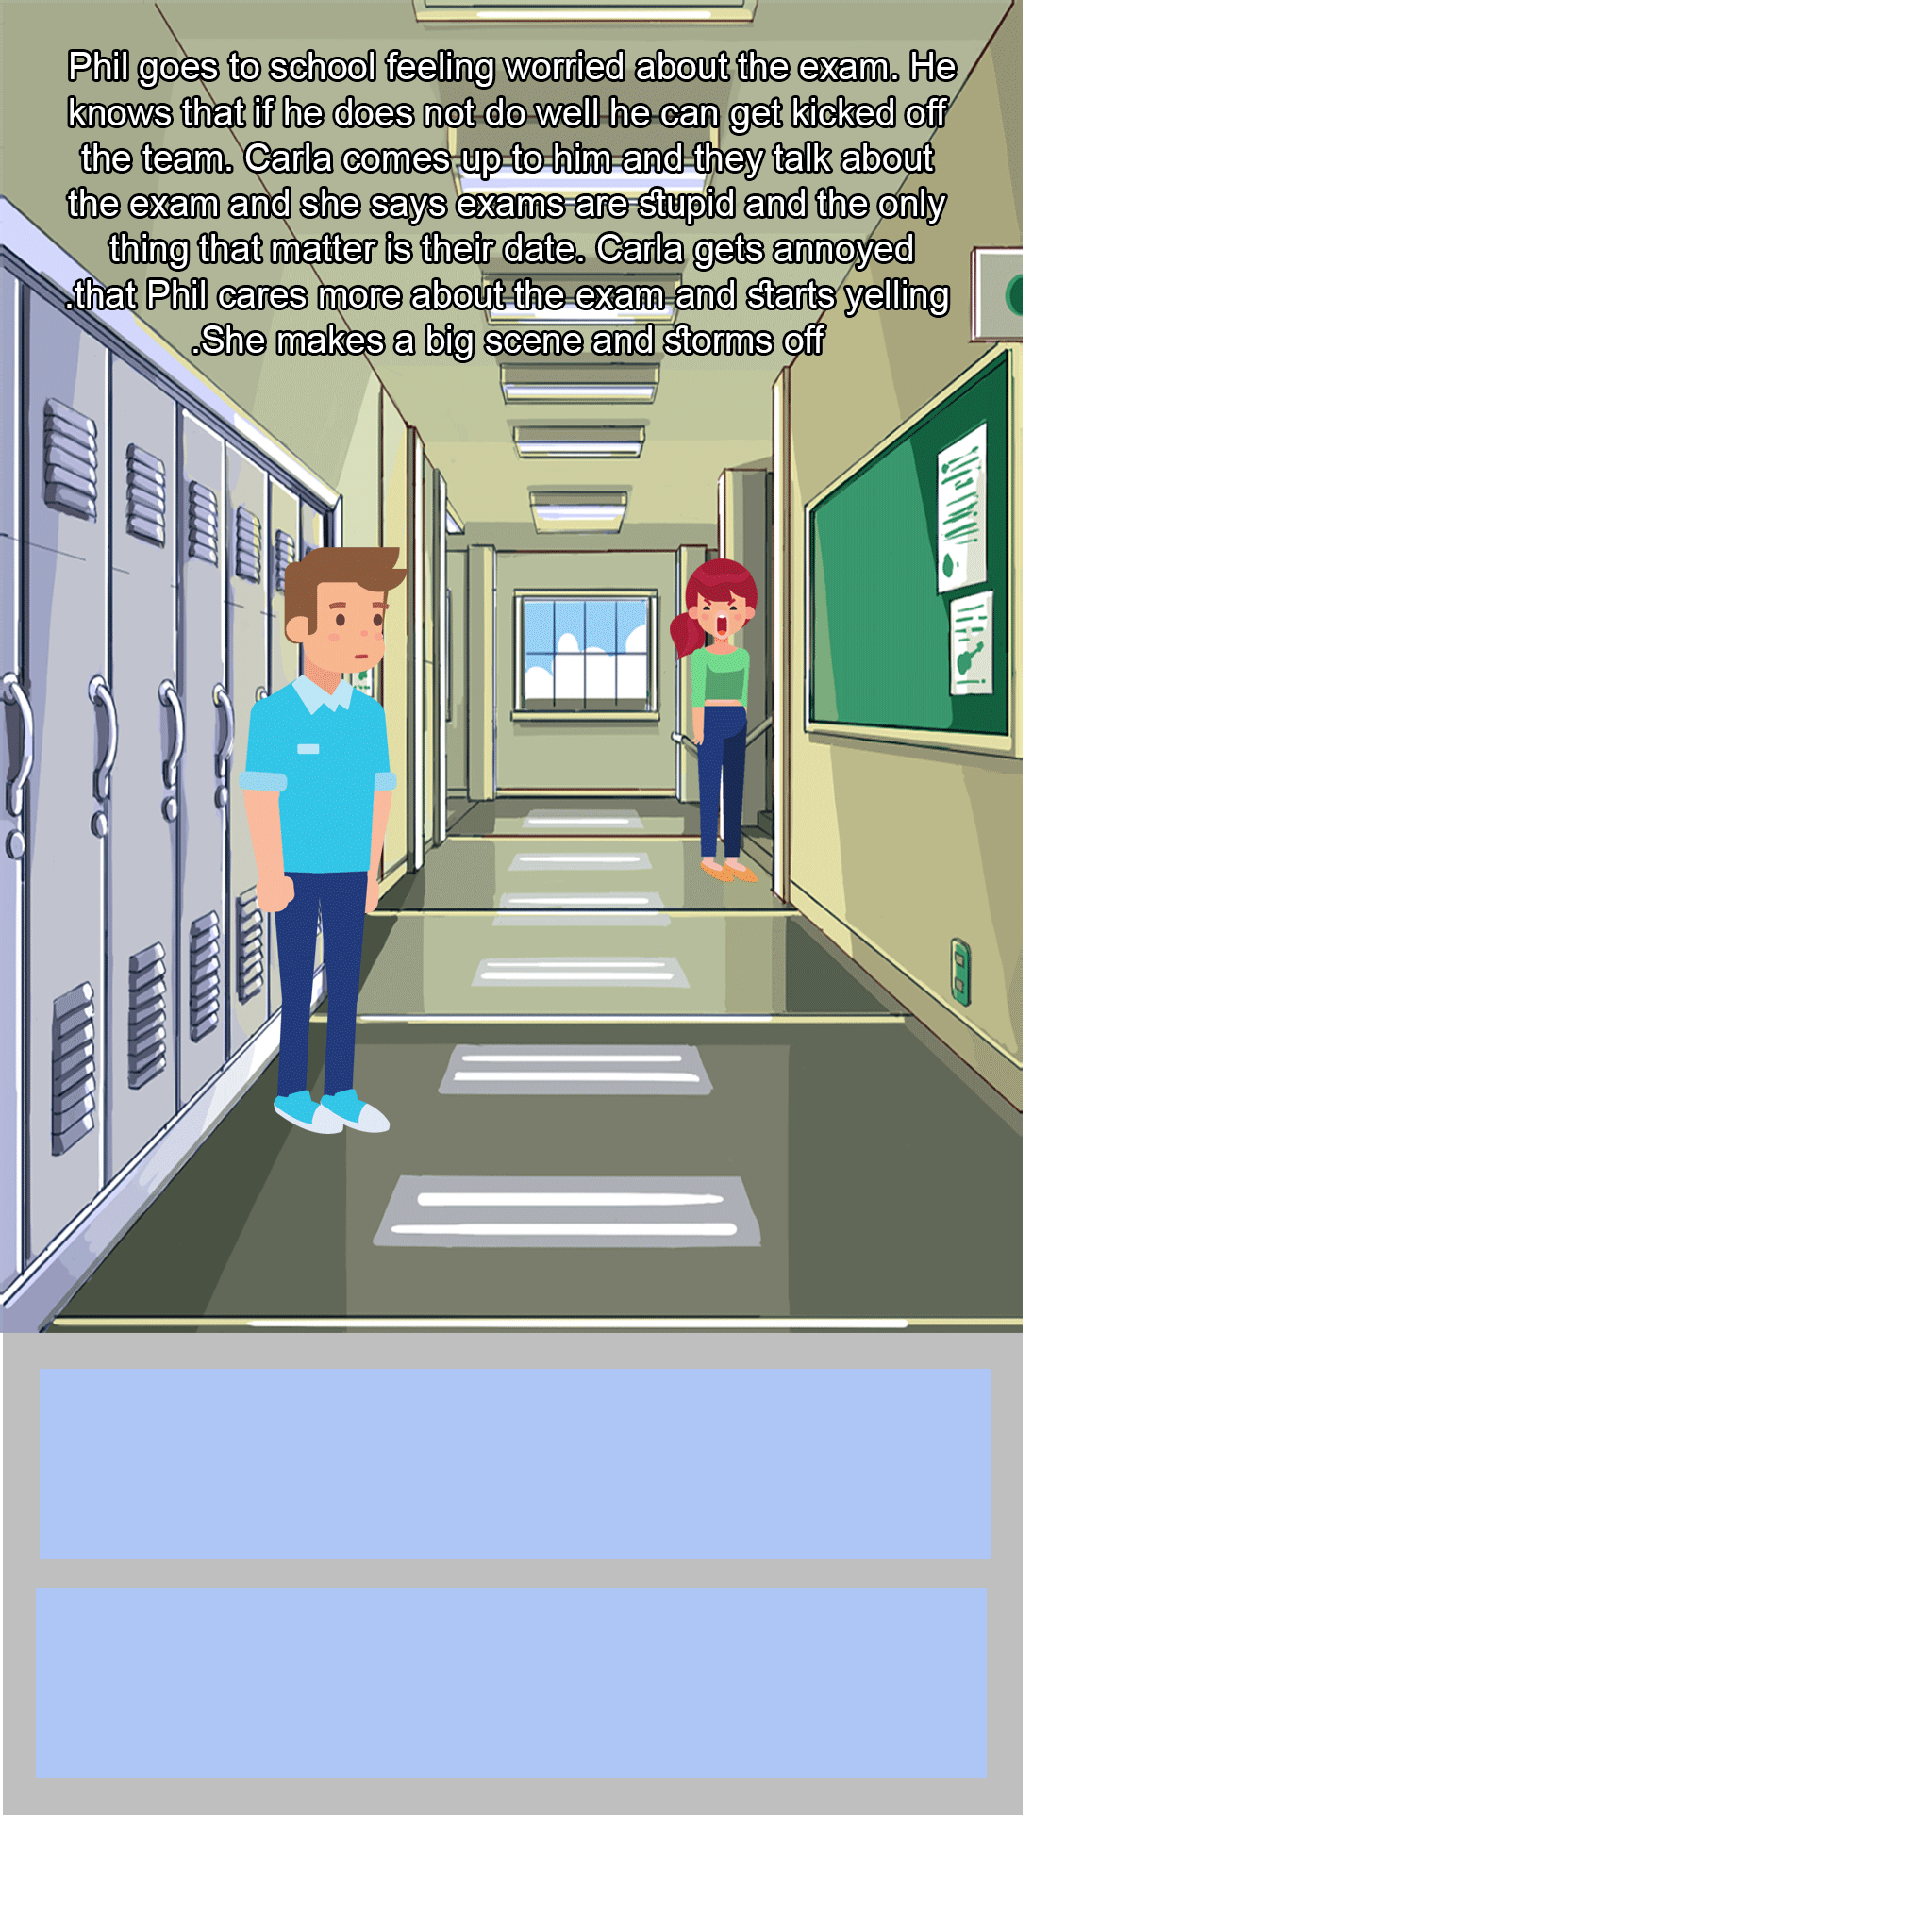 Phil goes to school feeling worried about the exam. He
knows that if he does not do well he can get kicked off
the team. Carla comes up to him and they talk about
the exam and she says exams are stupid and the only
thing that matter is their date. Carla gets annoyed
.that Phil cares more about the exam and starts yelling
.She makes a big scene and storms off